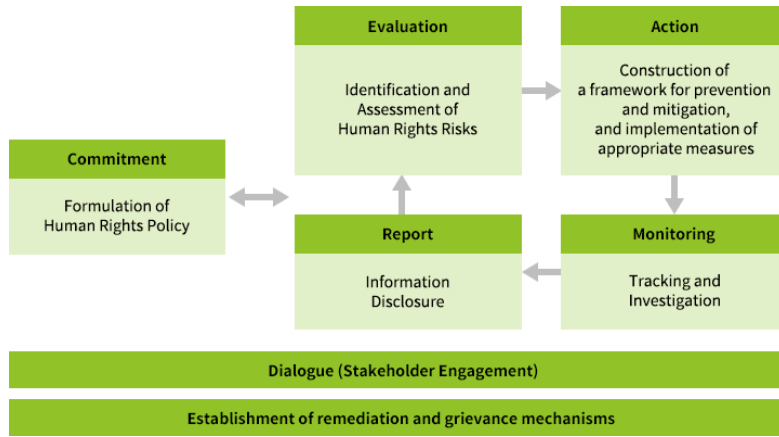 Evaluation
Identification and
Assessment of
Human Rights Risks
Action
Construction of
a framework for prevention
and mitigation,
and implementation of
appropriate measures
Commitment
Formulation of
Human Rights Policy
Report
Information
Disclosure
Monitoring
Tracking and
Investigation
Dialogue (Stakeholder Engagement)
Establishment of remediation and grievance mechanisms